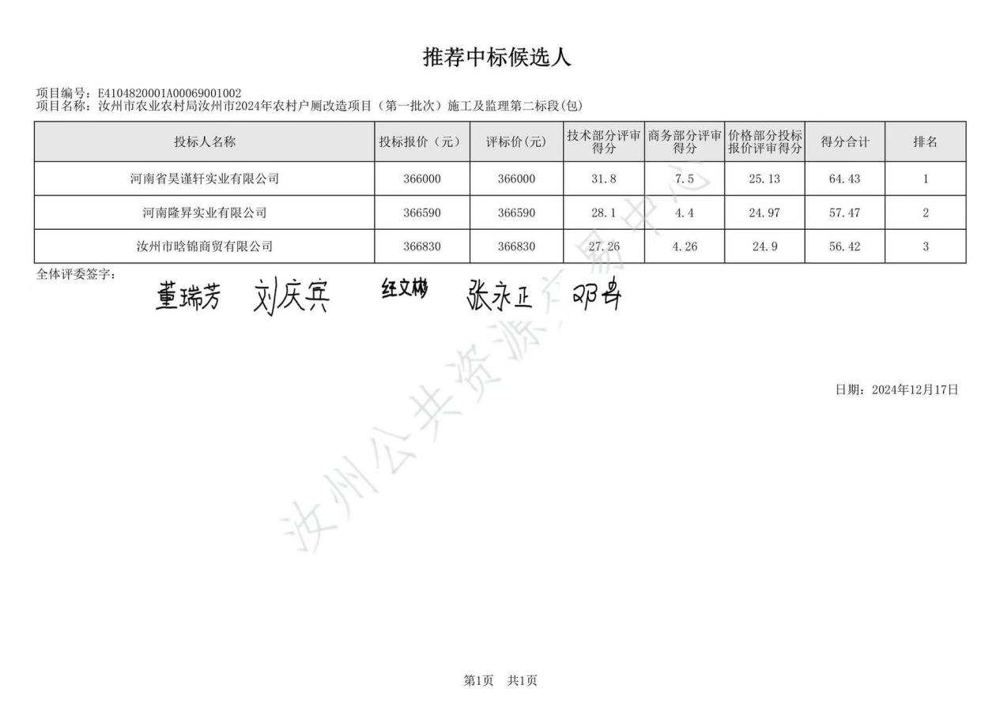 推荐中标候选人
项目编号：E4104820001A00069001002
项目名称：汝州市农业农村局汝州市2024年农村户厕改造项目（第一批次）施工及监理第二标段(包)
投标人名称 投标报价（元） 评标价(元) 技术部分评审得分 商务部分评审得分 价格部分投标报价评审得分 得分合计 排名
河南省昊谨轩实业有限公司 366000 366000 31.8 7.5 25.13 64.43 1
河南隆昇实业有限公司 366590 366590 28.1 4.4 24.97 57.47 2
汝州市晗锦商贸有限公司 366830 366830 27.26 4.26 24.9 56.42 3
全体评委签字：
董瑞芳 刘庆宾 文彬 张永正 邓
日期：2024年12月17日
汝州公共资源交易中心
第1页 共1页